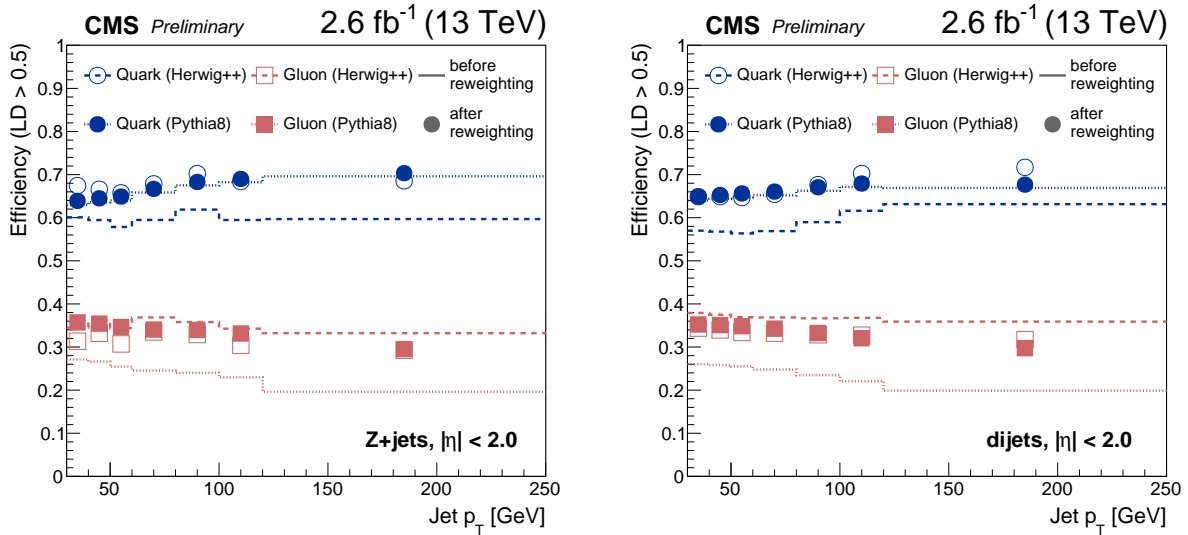 CMS Preliminary 2.6 fb⁻¹ (13 TeV)
Efficiency (LD > 0.5)
1
0.9
0.8
0.7
0.6
0.5
0.4
0.3
0.2
0.1
0
Quark (Herwig++) Gluon (Herwig++) before
reweighting
Quark (Pythia8) Gluon (Pythia8) after
reweighting
Z+jets, |η| < 2.0
50 100 150 200 250
Jet p_T [GeV]
CMS Preliminary 2.6 fb⁻¹ (13 TeV)
Efficiency (LD > 0.5)
1
0.9
0.8
0.7
0.6
0.5
0.4
0.3
0.2
0.1
0
Quark (Herwig++) Gluon (Herwig++) before
reweighting
Quark (Pythia8) Gluon (Pythia8) after
reweighting
dijets, |η| < 2.0
50 100 150 200 250
Jet p_T [GeV]